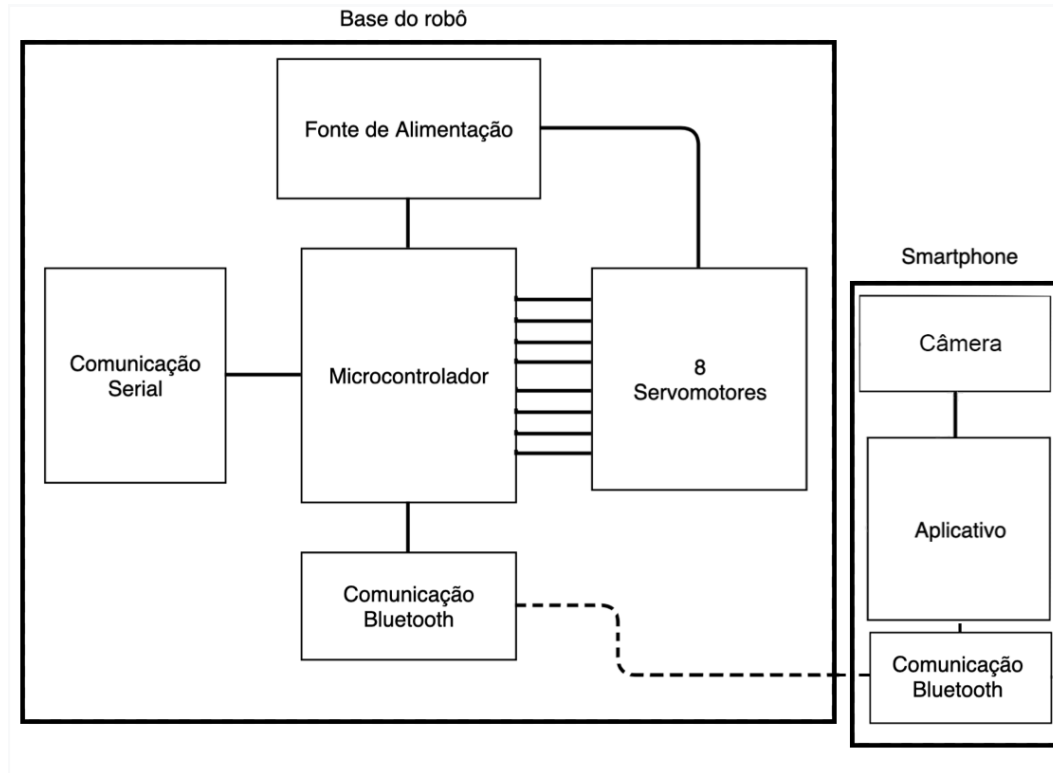 Base do robô
Fonte de Alimentação
Comunicação
Serial
Microcontrolador
8
Servomotores
Comunicação
Bluetooth
Smartphone
Câmera
Aplicativo
Comunicação
Bluetooth